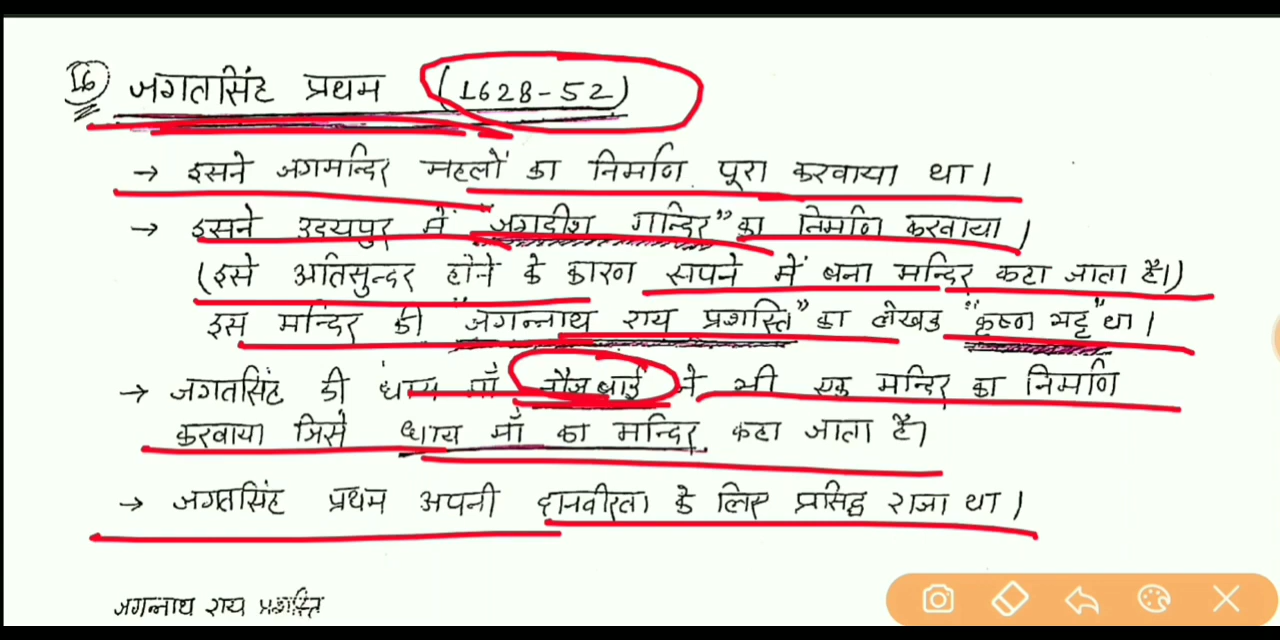 16 जगतसिंह प्रथम (1628-52)
→ इसने जगमन्दिर महलों का निर्माण पूरा करवाया था।
→ इसने उदयपुर में "जगदीश मन्दिर" का निर्माण करवाया।
(इसे अतिसुन्दर होने के कारण सपने में बना मन्दिर कहा जाता है।)
इस मन्दिर की "जगन्नाथ राय प्रशस्ति" का लेखक "कृष्ण भट्ट" था।
→ जगतसिंह की धाय माँ नौजूबाई ने भी एक मन्दिर का निर्माण
करवाया जिसे धाय माँ का मन्दिर कहा जाता है।
→ जगतसिंह प्रथम अपनी दानवीरता के लिए प्रसिद्ध राजा था।
जगन्नाथ राय प्रशस्ति